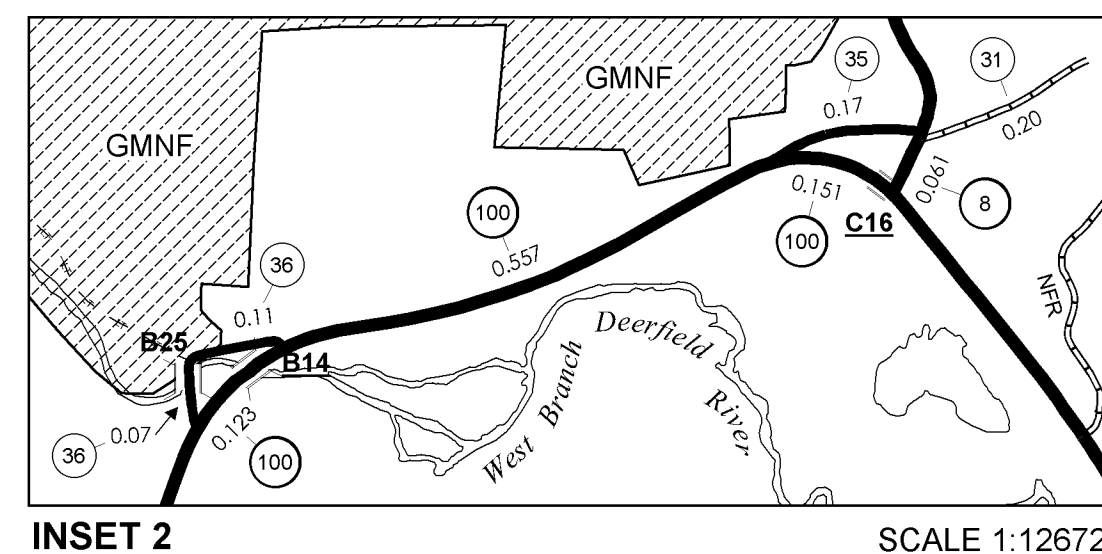 GMNF
GMNF
35
31
0.17
0.20
100
0.151
0.061
8
C16
100
0.557
36
0.11
B25
B14
NFR
West Branch Deerfield River
36
0.07
0.123
100
INSET 2
SCALE 1:12672